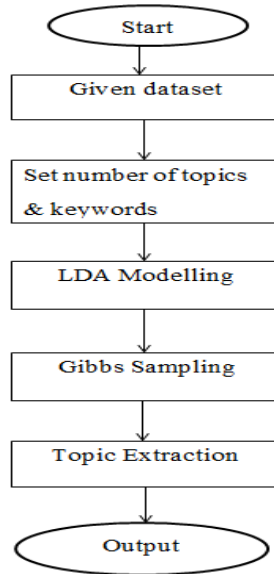 Start
Given dataset
Set number of topics
& keywords
LDA Modelling
Gibbs Sampling
Topic Extraction
Output